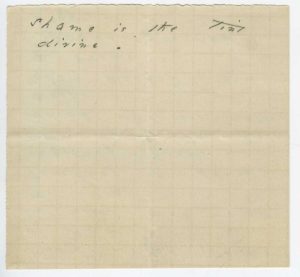 Shame is the Tint
divine.